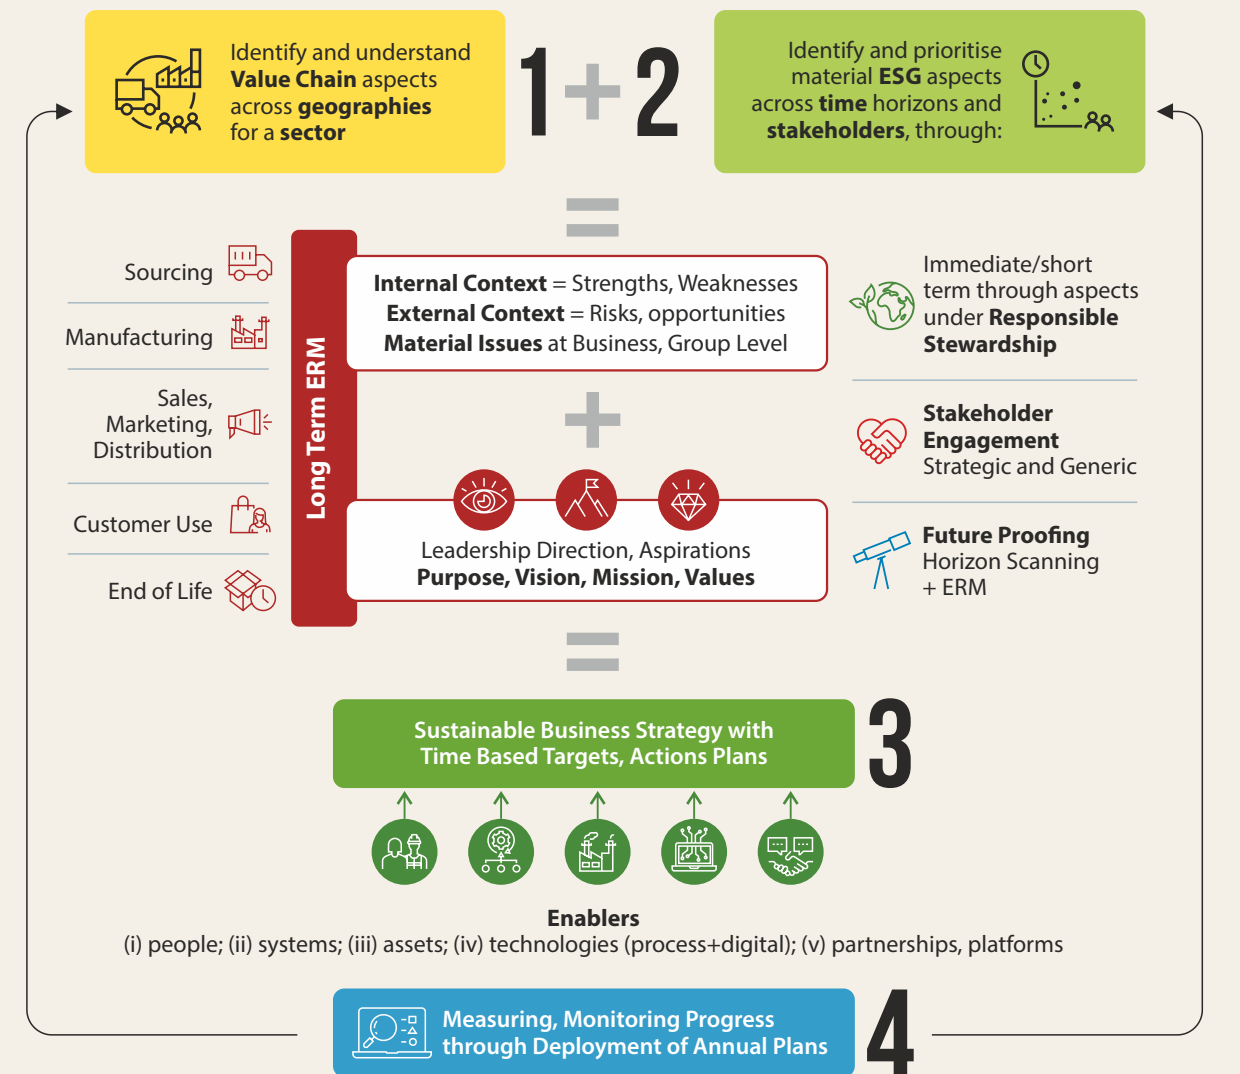 Identify and understand
Value Chain aspects
across geographies
for a sector
1 + 2
Identify and prioritise
material ESG aspects
across time horizons and
stakeholders, through:
=
Sourcing
Manufacturing
Sales,
Marketing,
Distribution
Customer Use
End of Life
Long Term ERM
Internal Context = Strengths, Weaknesses
External Context = Risks, opportunities
Material Issues at Business, Group Level
+
Leadership Direction, Aspirations
Purpose, Vision, Mission, Values
Immediate/short
term through aspects
under Responsible
Stewardship
Stakeholder
Engagement
Strategic and Generic
Future Proofing
Horizon Scanning
+ ERM
=
Sustainable Business Strategy with
Time Based Targets, Actions Plans
3
Enablers
(i) people; (ii) systems; (iii) assets; (iv) technologies (process+digital); (v) partnerships, platforms
Measuring, Monitoring Progress
through Deployment of Annual Plans
4